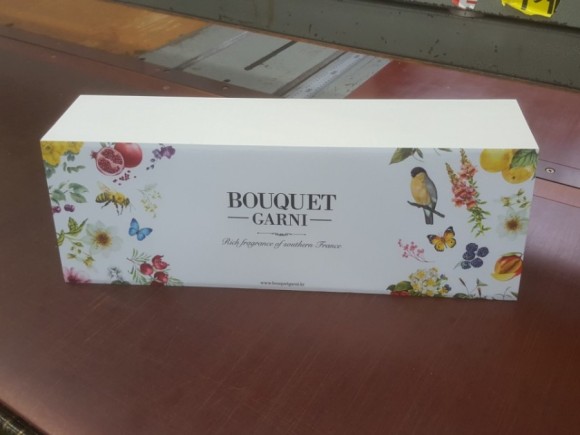 BOUQUET
GARNI
Rich fragrance of southern France